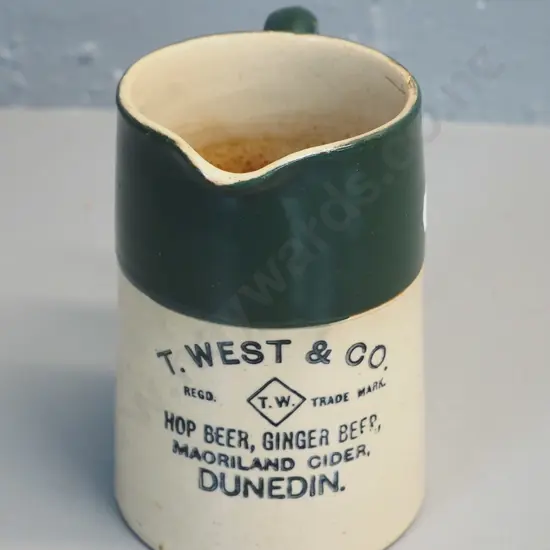 T. WEST & CO.
REGD. T.W. TRADE MARK.
HOP BEER, GINGER BEER,
MAORILAND CIDER,
DUNEDIN.